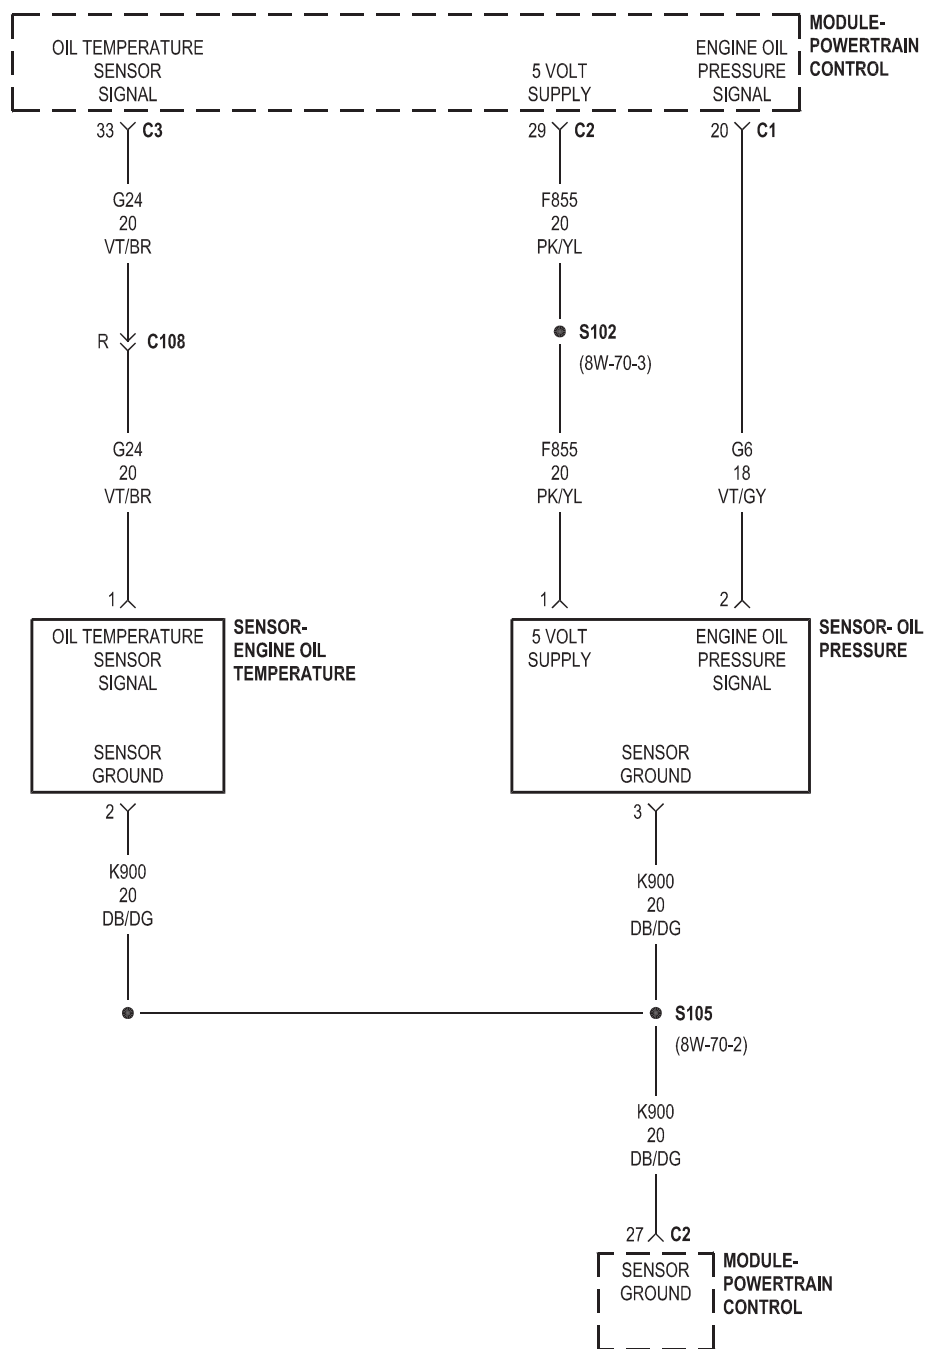 MODULE-
POWERTRAIN
CONTROL
OIL TEMPERATURE
SENSOR
SIGNAL
5 VOLT
SUPPLY
ENGINE OIL
PRESSURE
SIGNAL
33 C3
29 C2
20 C1
G24
20
VT/BR
F855
20
PK/YL
R C108
S102
(8W-70-3)
G24
20
VT/BR
F855
20
PK/YL
G6
18
VT/GY
1
1
2
OIL TEMPERATURE
SENSOR
SIGNAL
SENSOR
GROUND
SENSOR-
ENGINE OIL
TEMPERATURE
5 VOLT
SUPPLY
ENGINE OIL
PRESSURE
SIGNAL
SENSOR
GROUND
SENSOR- OIL
PRESSURE
2
3
K900
20
DB/DG
K900
20
DB/DG
S105
(8W-70-2)
K900
20
DB/DG
27 C2
SENSOR
GROUND
MODULE-
POWERTRAIN
CONTROL